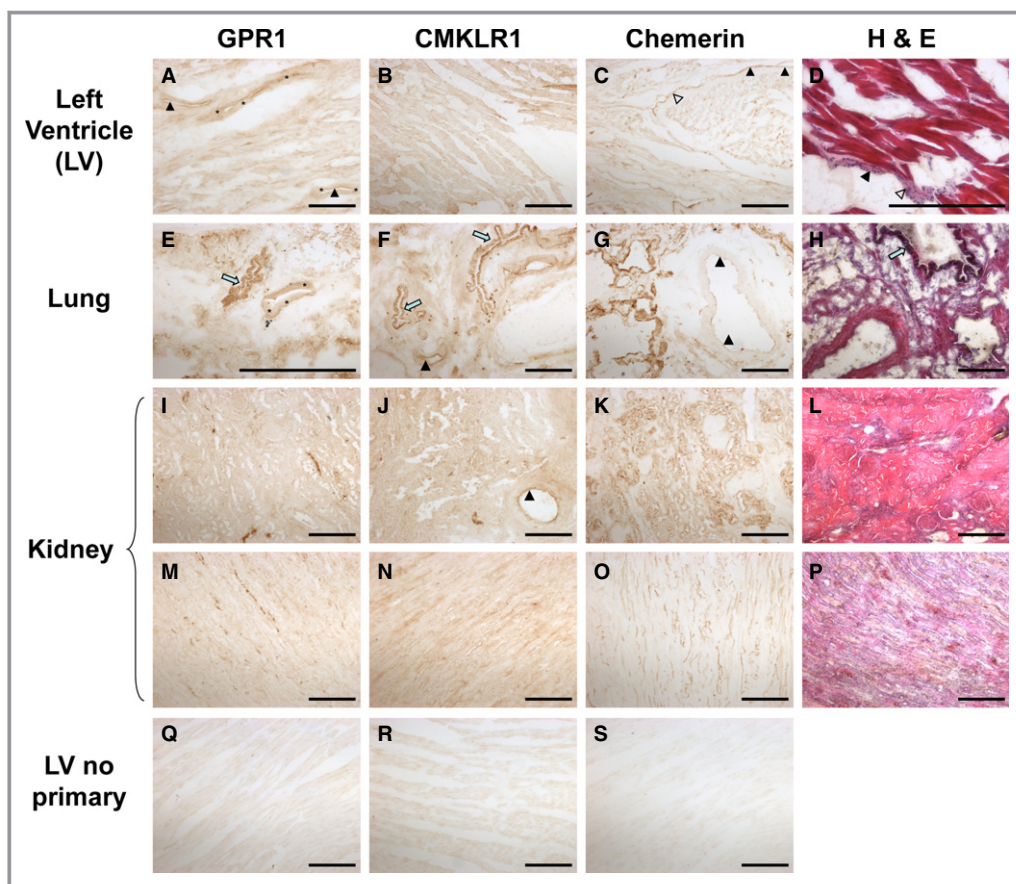 GPR1 CMKLR1 Chemerin H & E
Left
Ventricle
(LV)
A B C D
Lung
E F G H
Kidney
I J K L
M N O P
LV no
primary
Q R S